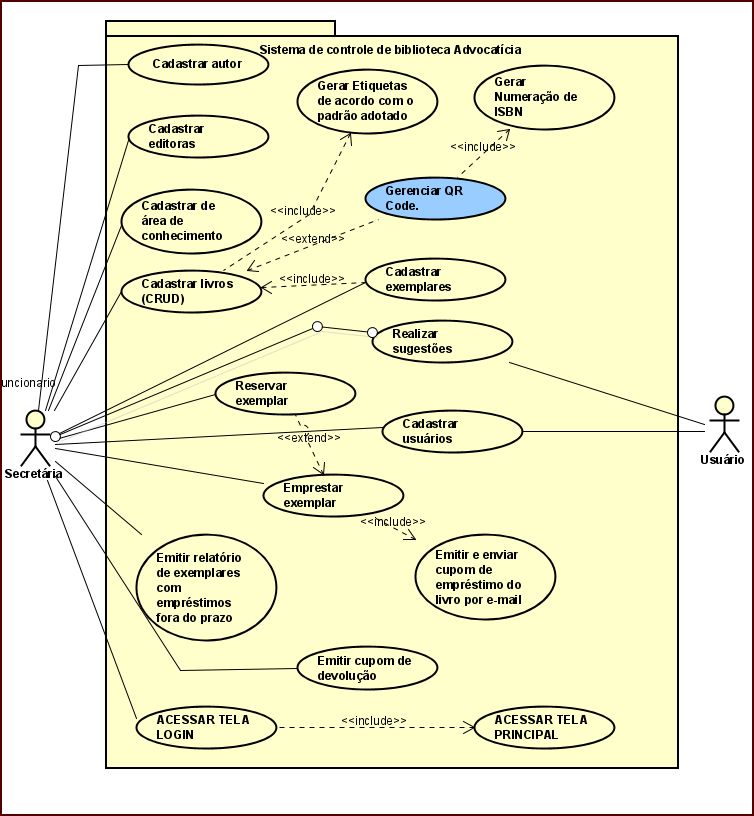 Sistema de controle de biblioteca Advocatícia
Cadastrar autor
Gerar Etiquetas
de acordo com o
padrão adotado
Gerar
Numeração de
ISBN
Cadastrar
editoras
<<include>>
Gerenciar QR
Code.
Cadastrar de
área de
conhecimento
<<include>>
<<extend>>
Cadastrar livros
(CRUD)
<<include>>
Cadastrar
exemplares
Realizar
sugestões
uncionario
Reservar
exemplar
Cadastrar
usuários
<<extend>>
Secretária
Usuário
Emprestar
exemplar
<<include>>
Emitir relatório
de exemplares
com
empréstimos
fora do prazo
Emitir e enviar
cupom de
empréstimo do
livro por e-mail
Emitir cupom de
devolução
ACESSAR TELA
LOGIN
<<include>>
ACESSAR TELA
PRINCIPAL